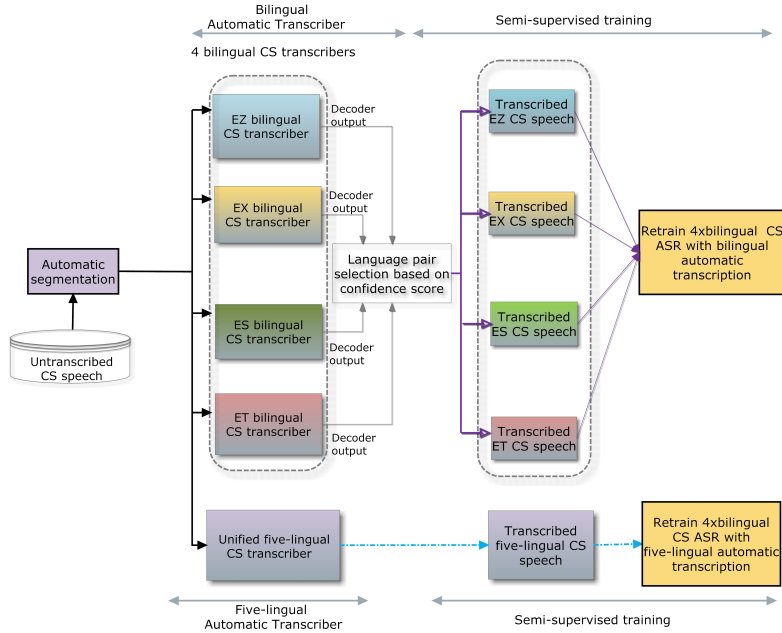 Bilingual
Automatic Transcriber
Semi-supervised training
4 bilingual CS transcribers
EZ bilingual
CS transcriber
Decoder
output
Transcribed
EZ CS speech
EX bilingual
CS transcriber
Decoder
output
Transcribed
EX CS speech
Automatic
segmentation
Untranscribed
CS speech
Language pair
selection based on
confidence score
Retrain 4xbilingual CS
ASR with bilingual
automatic
transcription
ES bilingual
CS transcriber
Decoder
output
Transcribed
ES CS speech
ET bilingual
CS transcriber
Decoder
output
Transcribed
ET CS speech
Unified five-lingual
CS transcriber
Transcribed
five-lingual CS
speech
Retrain 4xbilingual
CS ASR with
five-lingual automatic
transcription
Five-lingual
Automatic Transcriber
Semi-supervised training